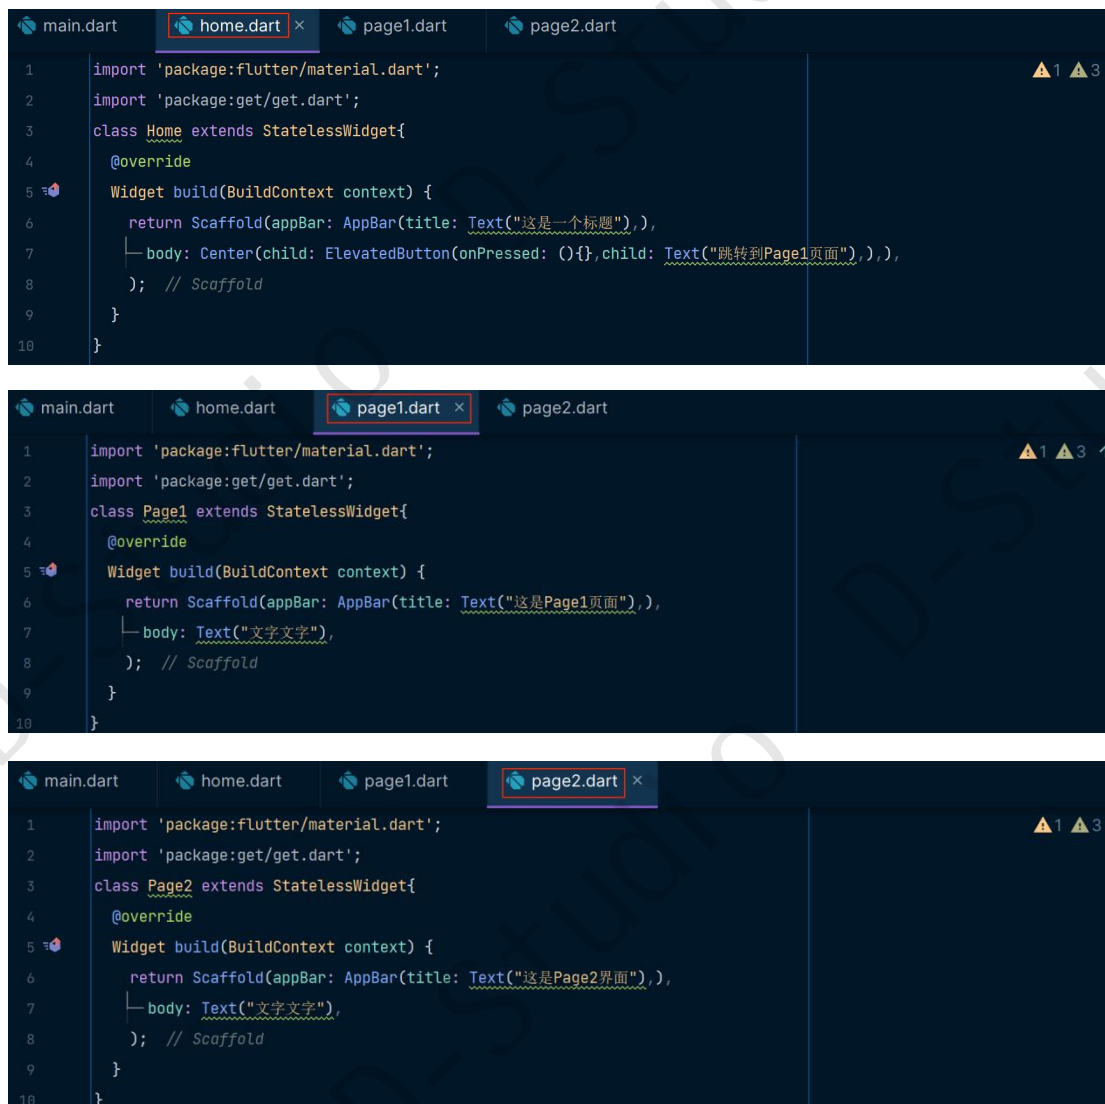 main.dart home.dart × page1.dart page2.dart
1 import 'package:flutter/material.dart'; 1 3
2 import 'package:get/get.dart';
3 class Home extends StatelessWidget{
4 @override
5 Widget build(BuildContext context) {
6 return Scaffold(appBar: AppBar(title: Text("这是一个标题"),),
7 body: Center(child: ElevatedButton(onPressed: (){},child: Text("跳转到Page1页面"),),),
8 ); // Scaffold
9 }
10 }
main.dart home.dart page1.dart × page2.dart
1 import 'package:flutter/material.dart'; 1 3
2 import 'package:get/get.dart';
3 class Page1 extends StatelessWidget{
4 @override
5 Widget build(BuildContext context) {
6 return Scaffold(appBar: AppBar(title: Text("这是Page1页面"),),
7 body: Text("文字文字"),
8 ); // Scaffold
9 }
10 }
main.dart home.dart page1.dart page2.dart ×
1 import 'package:flutter/material.dart'; 1 3
2 import 'package:get/get.dart';
3 class Page2 extends StatelessWidget{
4 @override
5 Widget build(BuildContext context) {
6 return Scaffold(appBar: AppBar(title: Text("这是Page2界面"),),
7 body: Text("文字文字"),
8 ); // Scaffold
9 }
10 }
D-Studio